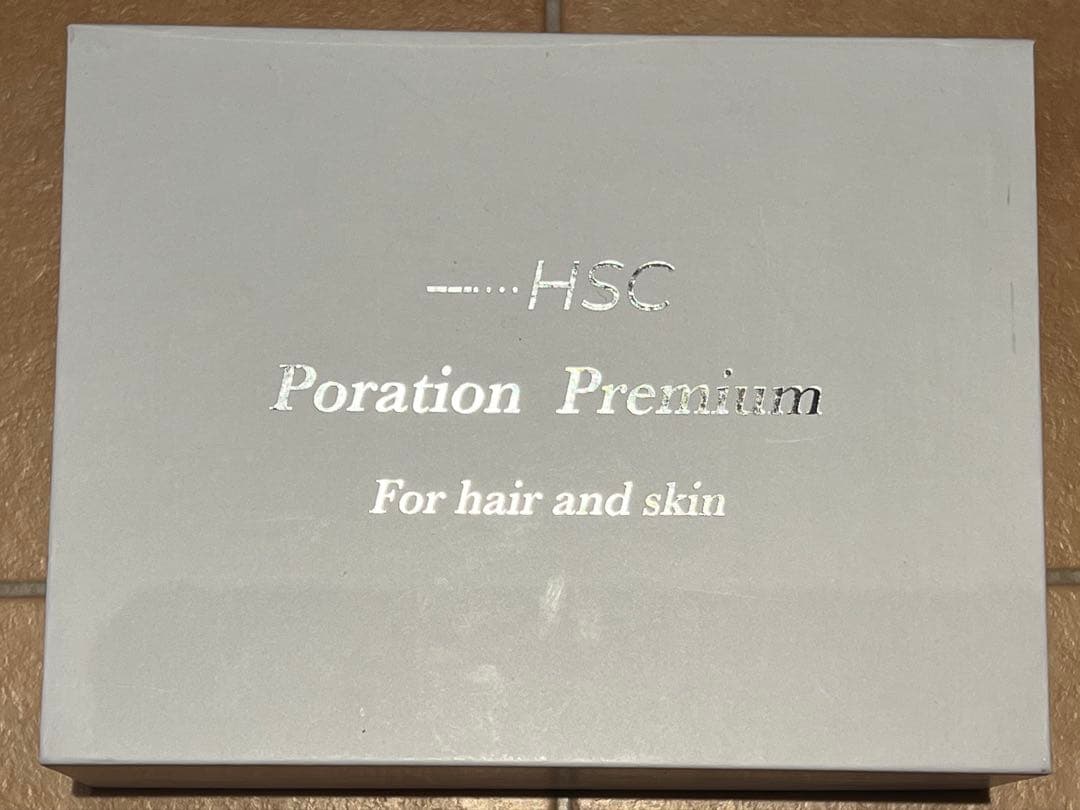 HSC
Poration Premium
For hair and skin